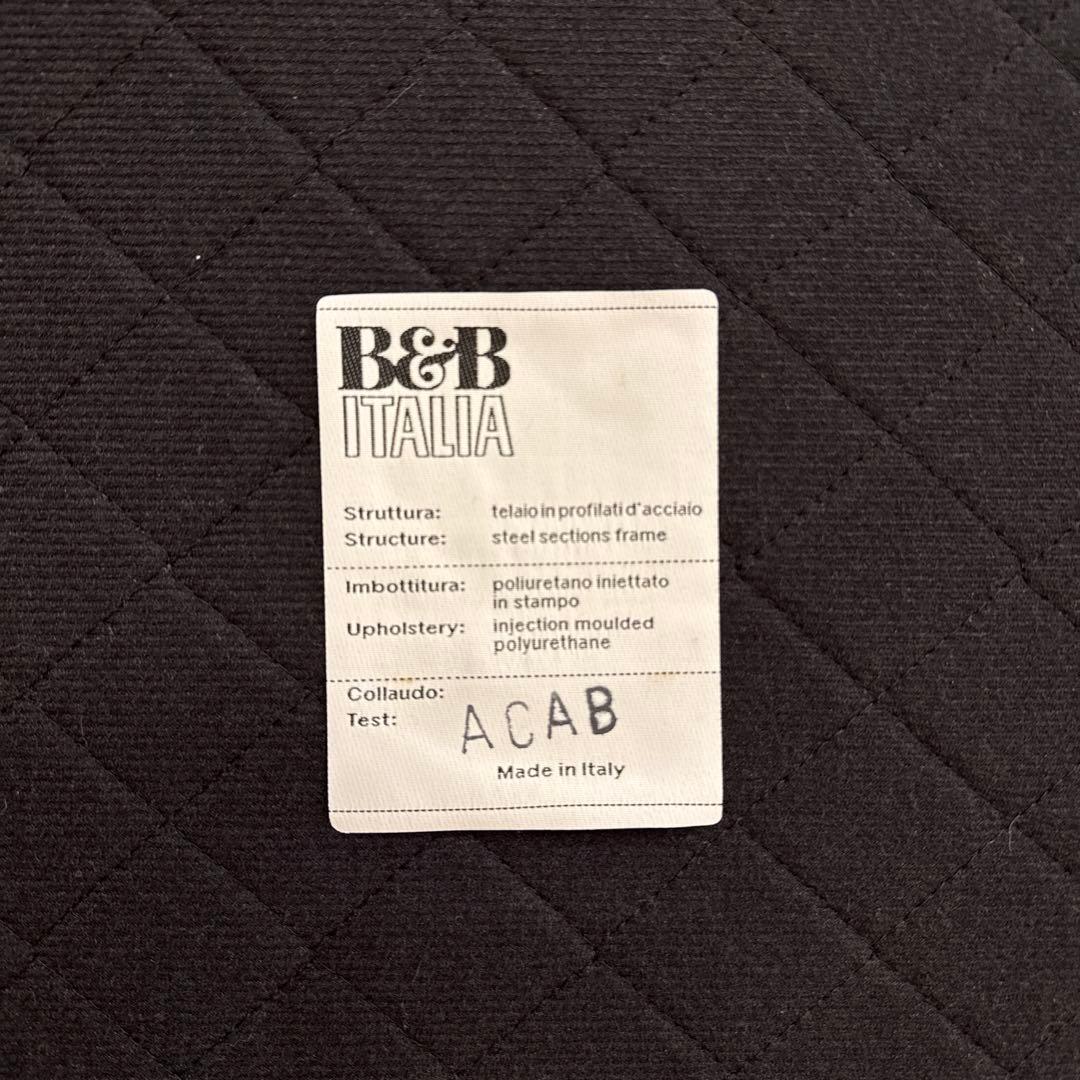 B&B
ITALIA
Struttura: telaio in profilati d'acciaio
Structure: steel sections frame
Imbottitura: poliuretano iniettato
in stampo
Upholstery: injection moulded
polyurethane
Collaudo:
Test: ACAB
Made in Italy